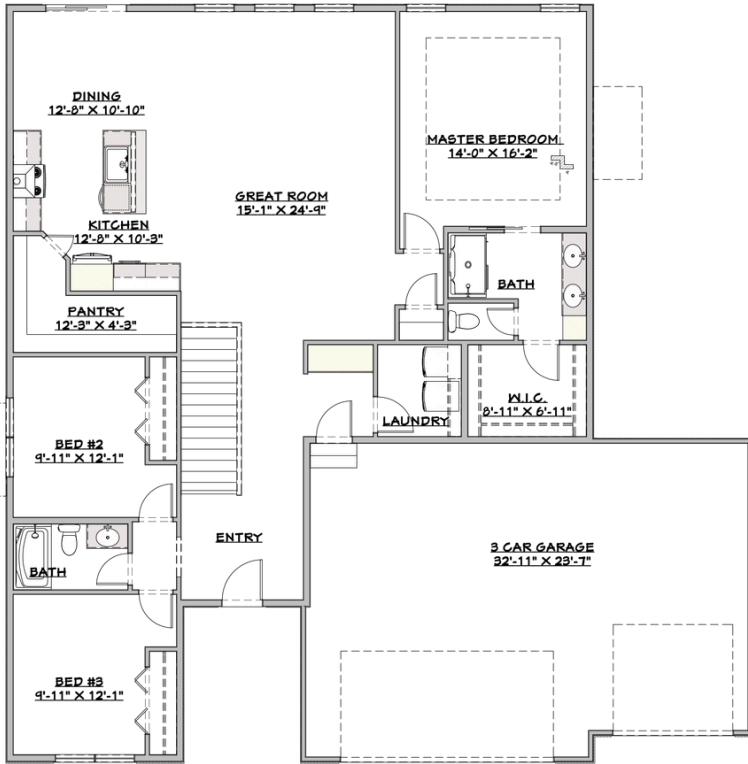 DINING
12'-8" X 10'-10"
MASTER BEDROOM
14'-0" X 16'-2"
GREAT ROOM
15'-1" X 24'-9"
KITCHEN
12'-8" X 10'-3"
BATH
PANTRY
12'-3" X 4'-3"
W.I.C.
8'-11" X 6'-11"
LAUNDRY
BED #2
9'-11" X 12'-1"
ENTRY
3 CAR GARAGE
32'-11" X 23'-7"
BATH
BED #3
9'-11" X 12'-1"